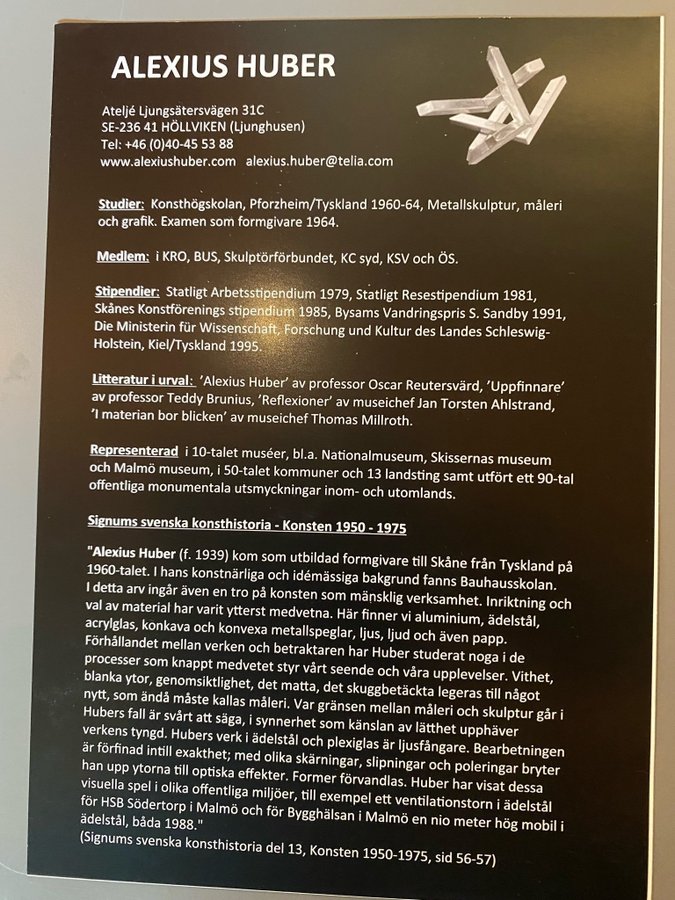 ALEXIUS HUBER
Ateljé Ljungsätersvägen 31C
SE-236 41 HÖLLVIKEN (Ljunghusen)
Tel: +46 (0)40-45 53 88
www.alexiushuber.com alexius.huber@telia.com
Studier: Konsthögskolan, Pforzheim/Tyskland 1960-64, Metallskulptur, måleri
och grafik. Examen som formgivare 1964.
Medlem: i KRO, BUS, Skulptörförbundet, KC syd, KSV och ÖS.
Stipendier: Statligt Arbetsstipendium 1979, Statligt Resestipendium 1981,
Skånes Konstförenings stipendium 1985, Bysams Vandringspris S. Sandby 1991,
Die Ministerin für Wissenschaft, Forschung und Kultur des Landes Schleswig-
Holstein, Kiel/Tyskland 1995.
Litteratur i urval: 'Alexius Huber' av professor Oscar Reutersvärd, 'Uppfinnare'
av professor Teddy Brunius, 'Reflexioner' av museichef Jan Torsten Ahlstrand,
'I materian bor blicken' av museichef Thomas Millroth.
Representerad i 10-talet muséer, bl.a. Nationalmuseum, Skissernas museum
och Malmö museum, i 50-talet kommuner och 13 landsting samt utfört ett 90-tal
offentliga monumentala utsmyckningar inom- och utomlands.
Signums svenska konsthistoria - Konsten 1950 - 1975
"Alexius Huber (f. 1939) kom som utbildad formgivare till Skåne från Tyskland på
1960-talet. I hans konstnärliga och idémässiga bakgrund fanns Bauhausskolan.
I detta arv ingår även en tro på konsten som mänsklig verksamhet. Inriktning och
val av material har varit ytterst medvetna. Här finner vi aluminium, ädelstål,
acrylglas, konkava och konvexa metallspeglar, ljus, ljud och även papp.
Förhållandet mellan verken och betraktaren har Huber studerat noga i de
processer som knappt medvetet styr vårt seende och våra upplevelser. Vithet,
blanka ytor, genomsiktlighet, det matta, det skuggbetäckta legeras till något
nytt, som ändå måste kallas måleri. Var gränsen mellan måleri och skulptur går i
Hubers fall är svårt att säga, i synnerhet som känslan av lätthet upphäver
verkens tyngd. Hubers verk i ädelstål och plexiglas är ljusfångare. Bearbetningen
är förfinad intill exakthet; med olika skärningar, slipningar och poleringar bryter
han upp ytorna till optiska effekter. Former förvandlas. Huber har visat dessa
visuella spel i olika offentliga miljöer, till exempel ett ventilationstorn i ädelstål
för HSB Södertorp i Malmö och för Bygghälsan i Malmö en nio meter hög mobil i
ädelstål, båda 1988."
(Signums svenska konsthistoria del 13, Konsten 1950-1975, sid 56-57)